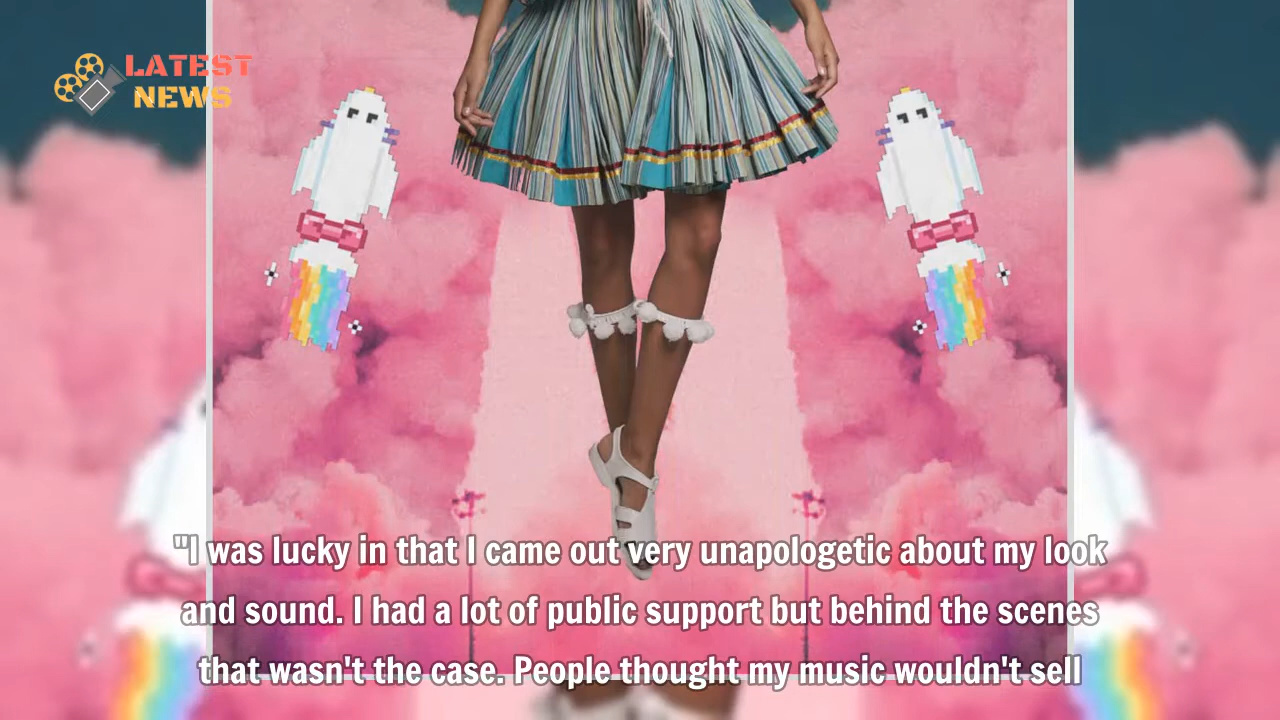 LATEST
NEWS
"I was lucky in that I came out very unapologetic about my look
and sound. I had a lot of public support but behind the scenes
that wasn't the case. People thought my music wouldn't sell